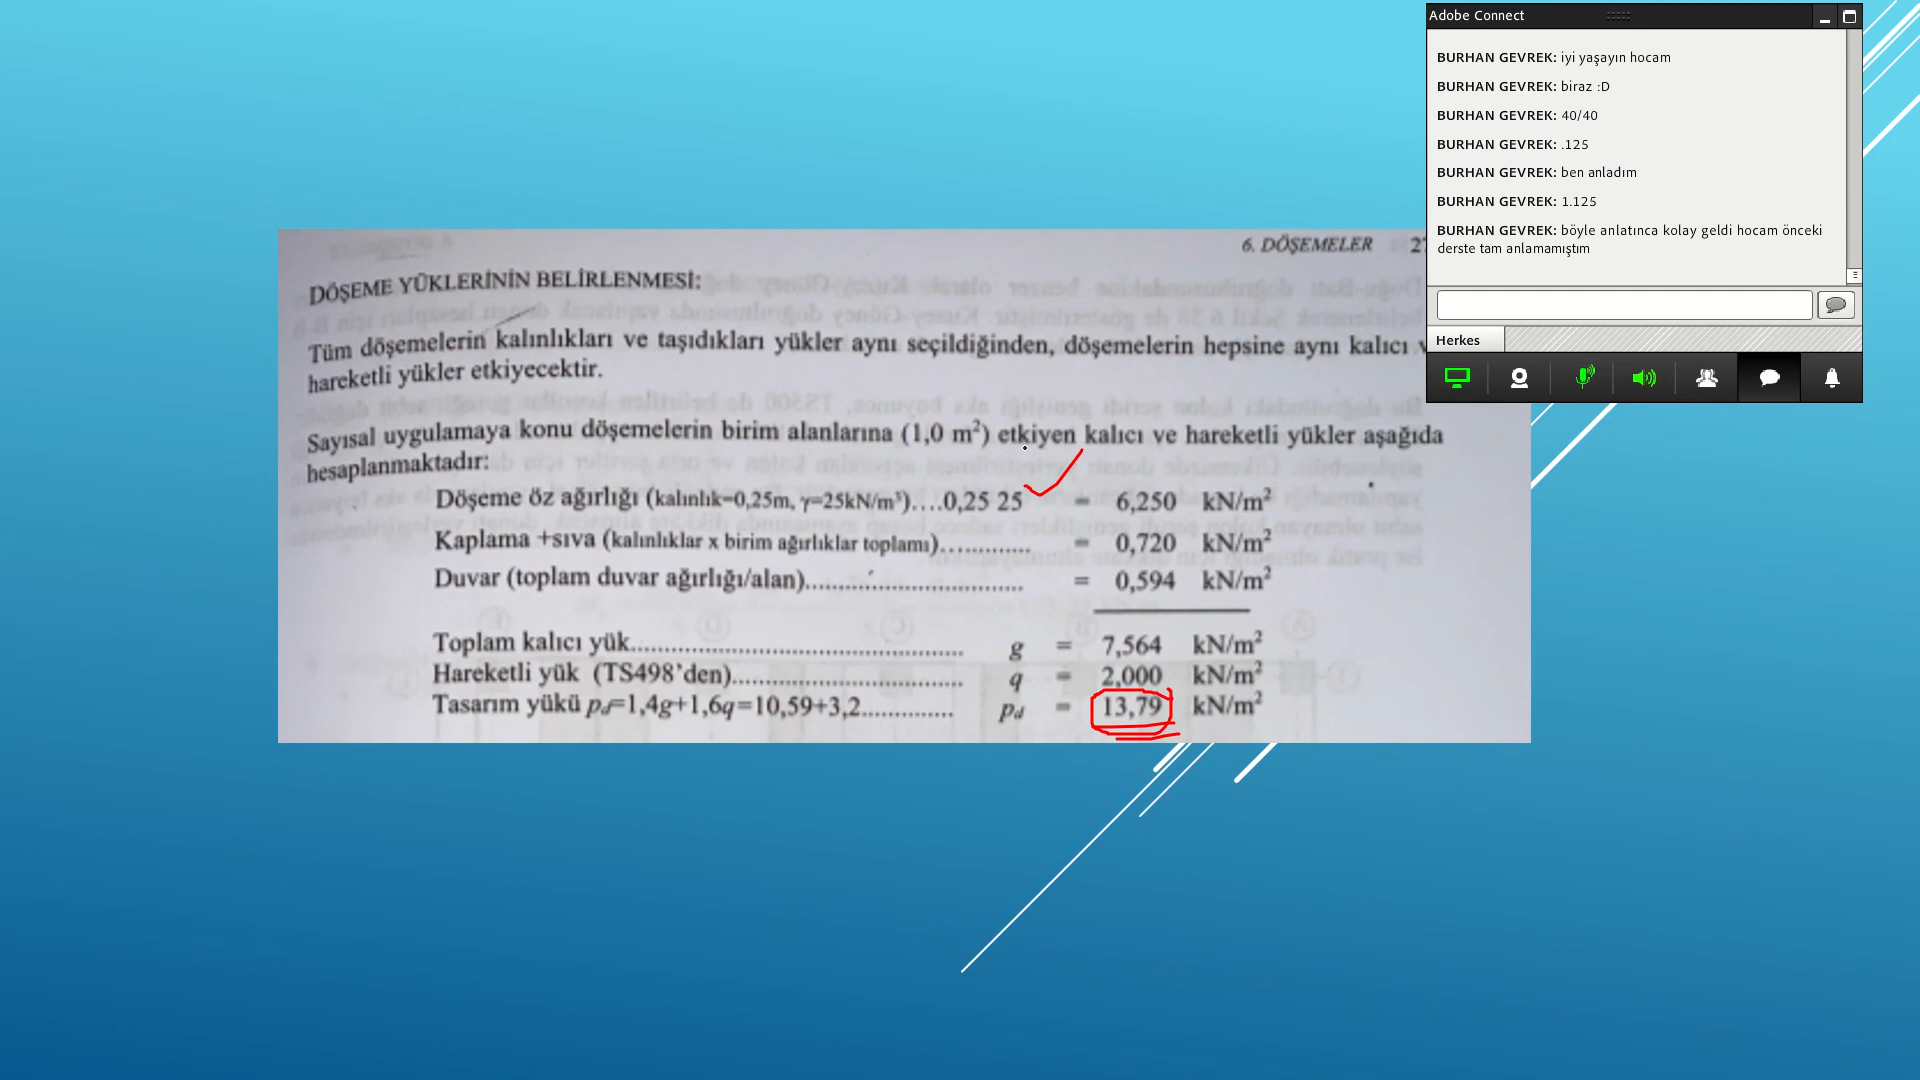 Adobe Connect
BURHAN GEVREK: iyi yaşayın hocam
BURHAN GEVREK: biraz :D
BURHAN GEVREK: 40/40
BURHAN GEVREK: .125
BURHAN GEVREK: ben anladım
BURHAN GEVREK: 1.125
BURHAN GEVREK: böyle anlatınca kolay geldi hocam önceki
derste tam anlamamıştım
Herkes
6. DÖŞEMELER
DÖŞEME YÜKLERİNİN BELİRLENMESİ:
Tüm döşemelerin kalınlıkları ve taşıdıkları yükler aynı seçildiğinden, döşemelerin hepsine aynı kalıcı
hareketli yükler etkiyecektir.
Sayısal uygulamaya konu döşemelerin birim alanlarına (1,0 m²) etkiyen kalıcı ve hareketli yükler aşağıda
hesaplanmaktadır:
Döşeme öz ağırlığı (kalınlık=0,25m, γ=25kN/m³)....0,25 25 = 6,250 kN/m²
Kaplama +sıva (kalınlıklar x birim ağırlıklar toplamı)............. = 0,720 kN/m²
Duvar (toplam duvar ağırlığı/alan)................................ = 0,594 kN/m²
Toplam kalıcı yük................................................ g = 7,564 kN/m²
Hareketli yük (TS498'den)................................. q = 2,000 kN/m²
Tasarım yükü pd=1,4g+1,6q=10,59+3,2.............. pd = 13,79 kN/m²